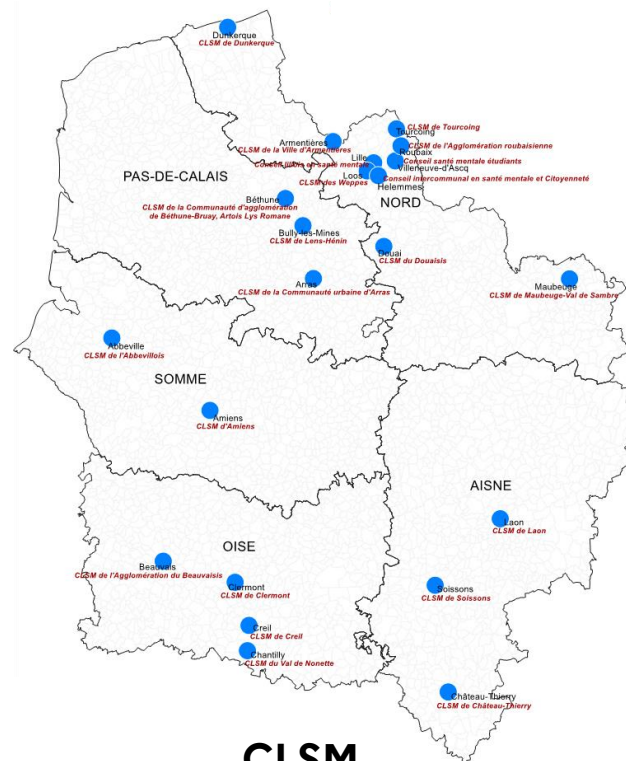 Dunkerque
CLSM de Dunkerque
CLSM de Tourcoing
Tourcoing
Armentières
CLSM de la Ville d'Armentières
CLSM de l'Agglomération roubaisienne
Roubaix
Lille
Conseil santé mentale étudiants
Conseil lillois en santé mentale
Villeneuve-d'Ascq
Loos
CLSM des Weppes
Conseil intercommunal en santé mentale et Citoyenneté
Helemmes
PAS-DE-CALAIS
NORD
Béthune
CLSM de la Communauté d'agglomération
de Béthune-Bruay, Artois Lys Romane
Bully-les-Mines
CLSM de Lens-Hénin
Douai
CLSM du Douaisis
Arras
CLSM de la Communauté urbaine d'Arras
Maubeuge
CLSM de Maubeuge-Val de Sambre
Abbeville
CLSM de l'Abbevillois
SOMME
Amiens
CLSM d'Amiens
AISNE
Laon
CLSM de Laon
OISE
Beauvais
CLSM de l'Agglomération du Beauvaisis
Clermont
CLSM de Clermont
Soissons
CLSM de Soissons
Creil
CLSM de Creil
Chantilly
CLSM du Val de Nonette
Château-Thierry
CLSM de Château-Thierry
CLSM